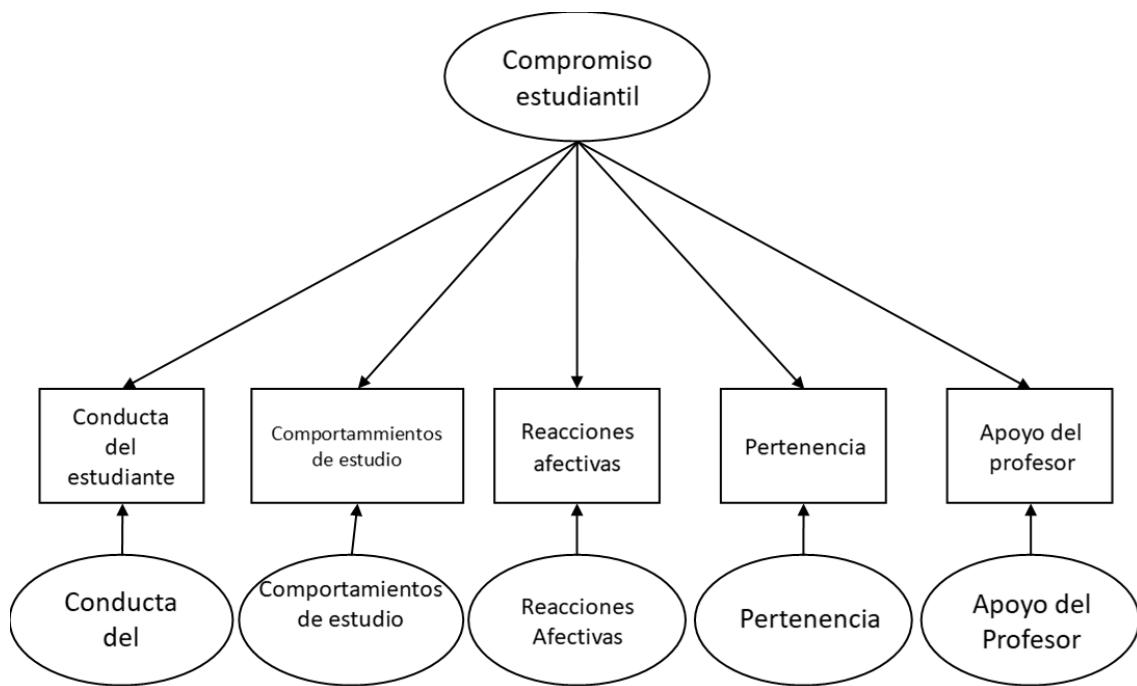 Compromiso
estudiantil
Conducta
del
estudiante
Comportammientos
de estudio
Reacciones
afectivas
Pertenencia
Apoyo del
profesor
Conducta
del
Comportamientos
de estudio
Reacciones
Afectivas
Pertenencia
Apoyo del
Profesor